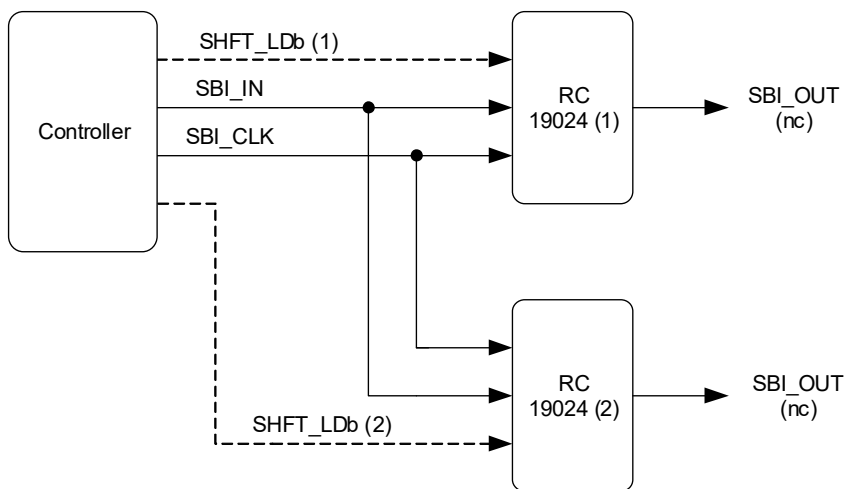 SHFT_LDb (1)
SBI_IN
Controller
SBI_CLK
RC
19024 (1)
SBI_OUT
(nc)
RC
19024 (2)
SBI_OUT
(nc)
SHFT_LDb (2)